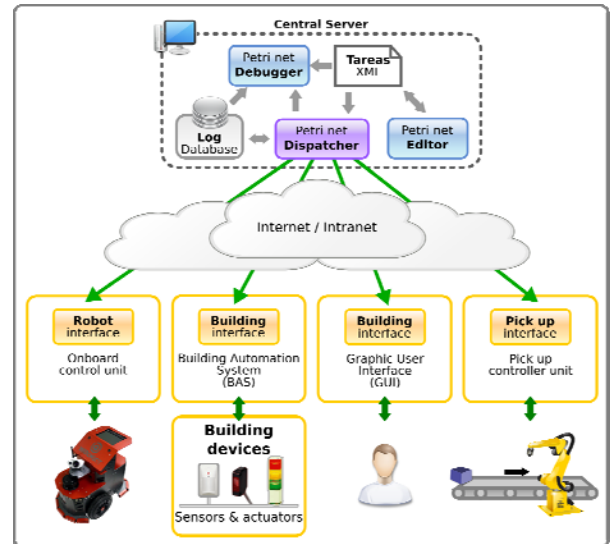 Central Server
Petri net
Debugger
Tareas
XMI
Log
Database
Petri net
Dispatcher
Petri net
Editor
Internet / Intranet
Robot
interface
Onboard
control unit
Building
interface
Building Automation
System
(BAS)
Building
interface
Graphic User
Interface
(GUI)
Pick up
interface
Pick up
controller unit
Building
devices
Sensors & actuators